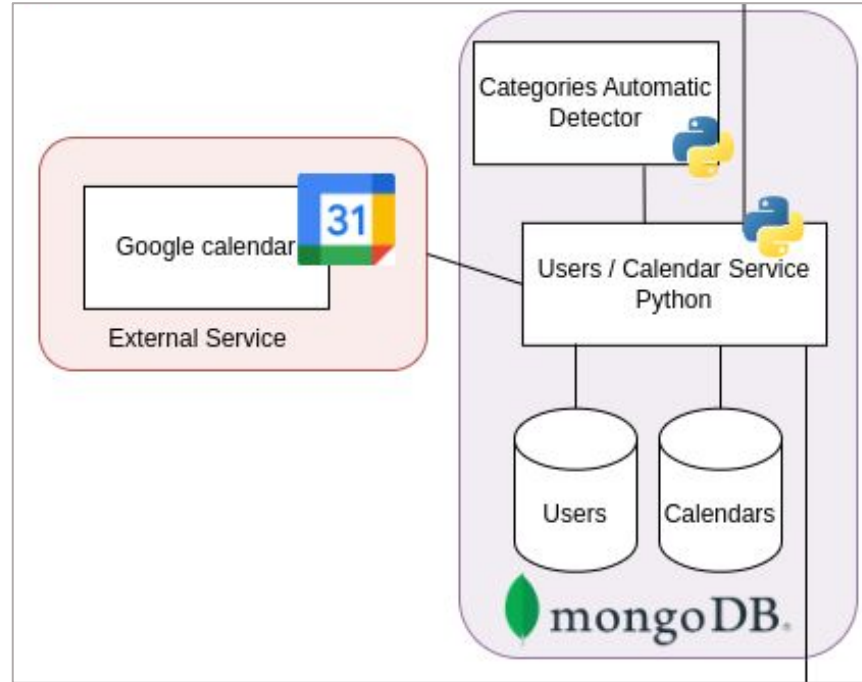 Categories Automatic
Detector
31
Google calendar
External Service
Users / Calendar Service
Python
Users
Calendars
mongoDB®